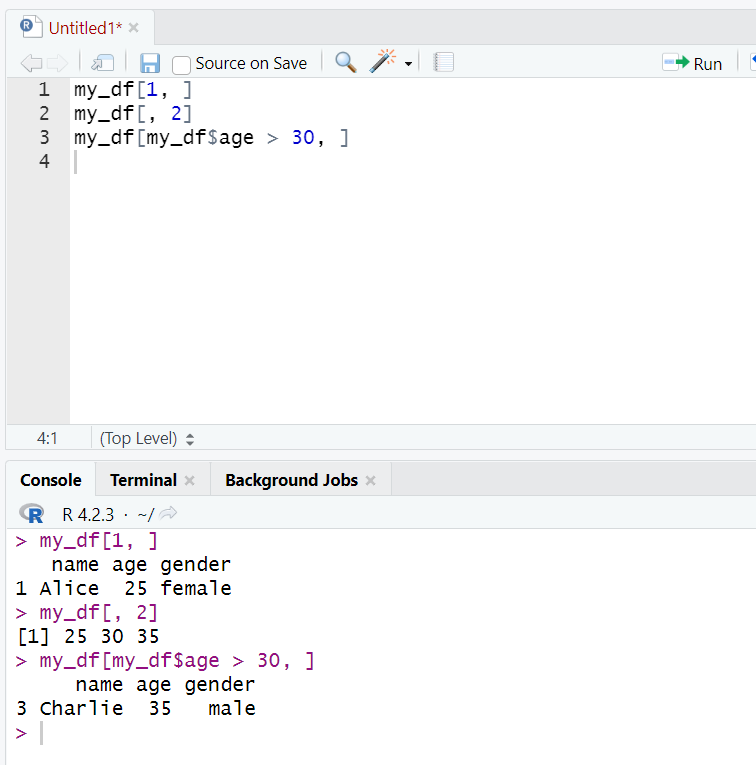 Untitled1*
Source on Save
Run
1 my_df[1, ]
2 my_df[, 2]
3 my_df[my_df$age > 30, ]
4
4:1 (Top Level)
Console Terminal Background Jobs
R R 4.2.3 · ~/
> my_df[1, ]
   name age gender
1 Alice  25 female
> my_df[, 2]
[1] 25 30 35
> my_df[my_df$age > 30, ]
     name age gender
3 Charlie  35   male
>